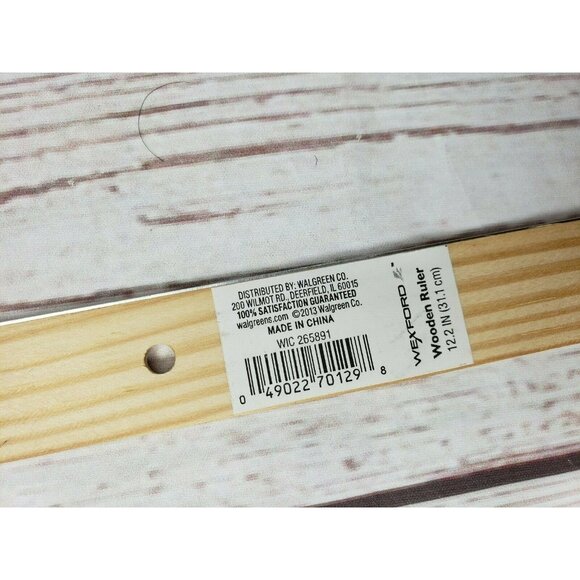 DISTRIBUTED BY: WALGREEN CO.
200 WILMOT RD., DEERFIELD, IL 60015
100% SATISFACTION GUARANTEED
walgreens.com ©2013 Walgreen Co.
MADE IN CHINA
WIC 265891
0 49022 70129 8
WEXFORD
Wooden Ruler
12.2 IN (31.1 cm)